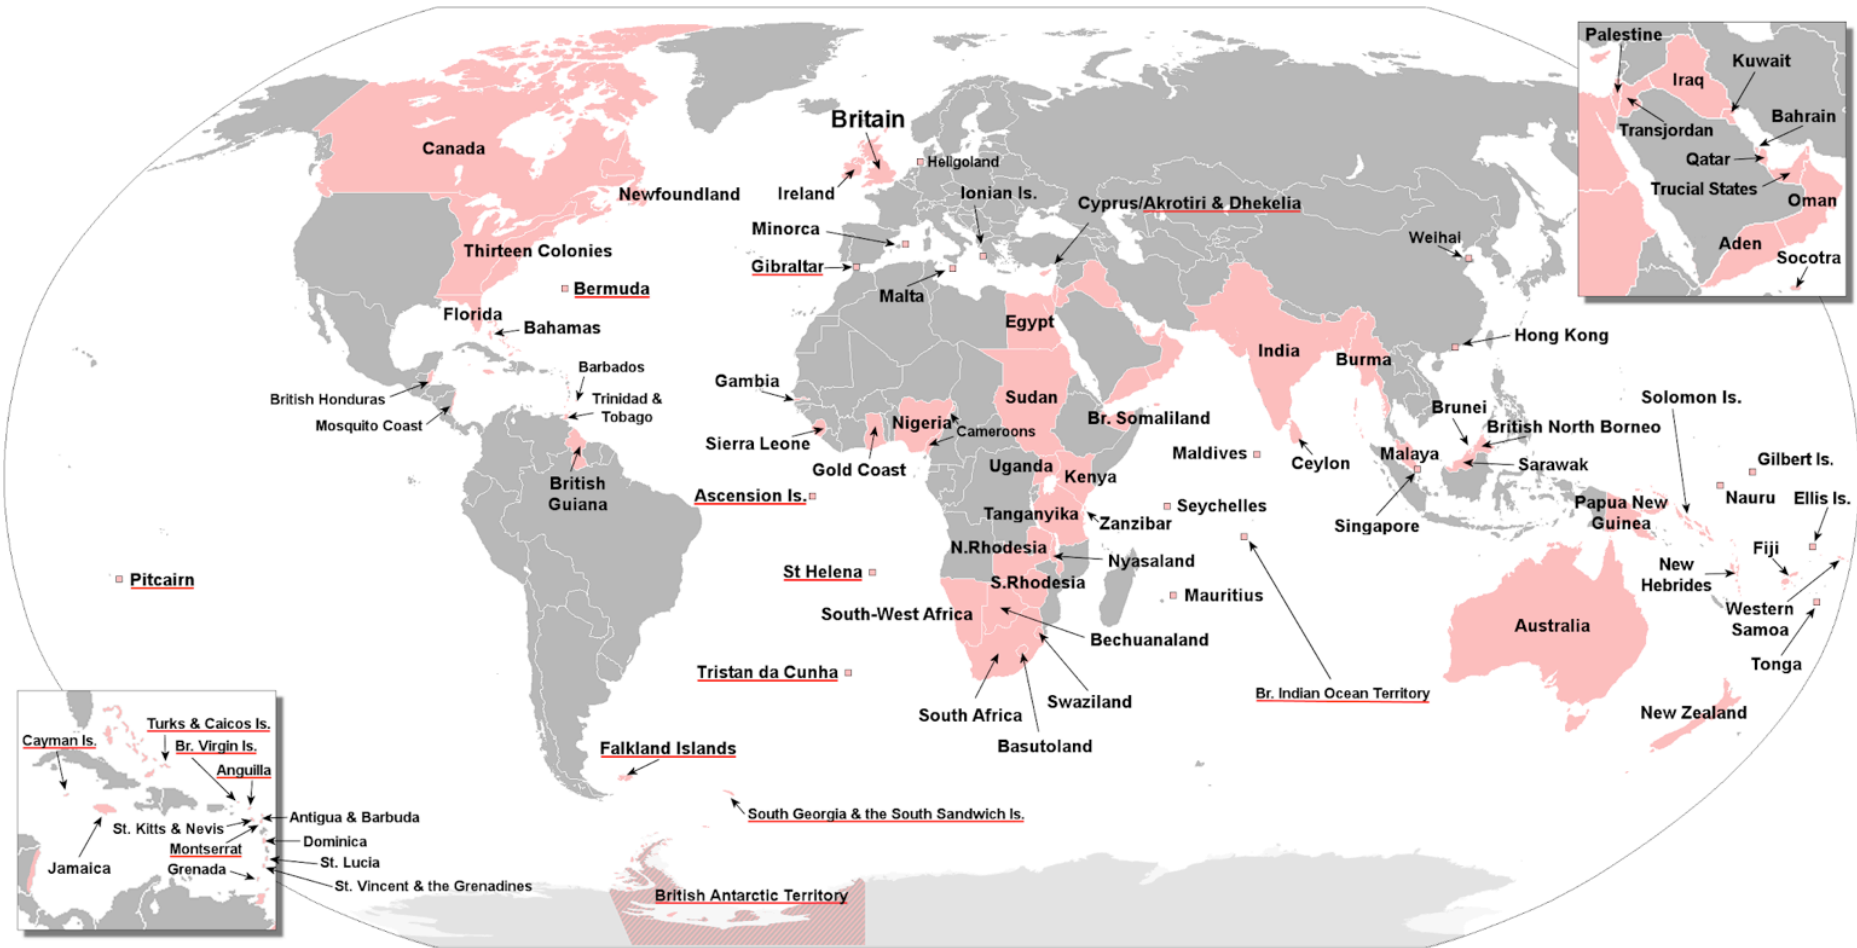 Palestine
Kuwait
Iraq
Bahrain
Transjordan
Qatar
Trucial States
Oman
Aden
Socotra
Britain
Canada
Heligoland
Ireland
Newfoundland
Ionian Is.
Cyprus/Akrotiri & Dhekelia
Minorca
Weihai
Thirteen Colonies
Gibraltar
Bermuda
Malta
Florida
Bahamas
Egypt
Hong Kong
India
Burma
Barbados
Gambia
British Honduras
Trinidad &
Tobago
Mosquito Coast
Sudan
Solomon Is.
Brunei
Nigeria
Br. Somaliland
Cameroons
British North Borneo
Sierra Leone
Maldives
Malaya
Ceylon
Sarawak
Gilbert Is.
Gold Coast
Uganda
Kenya
British
Guiana
Ascension Is.
Seychelles
Nauru
Ellis Is.
Papua New
Guinea
Tanganyika
Zanzibar
Singapore
N.Rhodesia
Nyasaland
Fiji
New
Hebrides
Pitcairn
St Helena
S.Rhodesia
Mauritius
South-West Africa
Western
Samoa
Australia
Bechuanaland
Tonga
Tristan da Cunha
Swaziland
Br. Indian Ocean Territory
South Africa
New Zealand
Basutoland
Falkland Islands
South Georgia & the South Sandwich Is.
British Antarctic Territory
Turks & Caicos Is.
Cayman Is.
Br. Virgin Is.
Anguilla
Antigua & Barbuda
St. Kitts & Nevis
Dominica
Montserrat
St. Lucia
Jamaica
Grenada
St. Vincent & the Grenadines